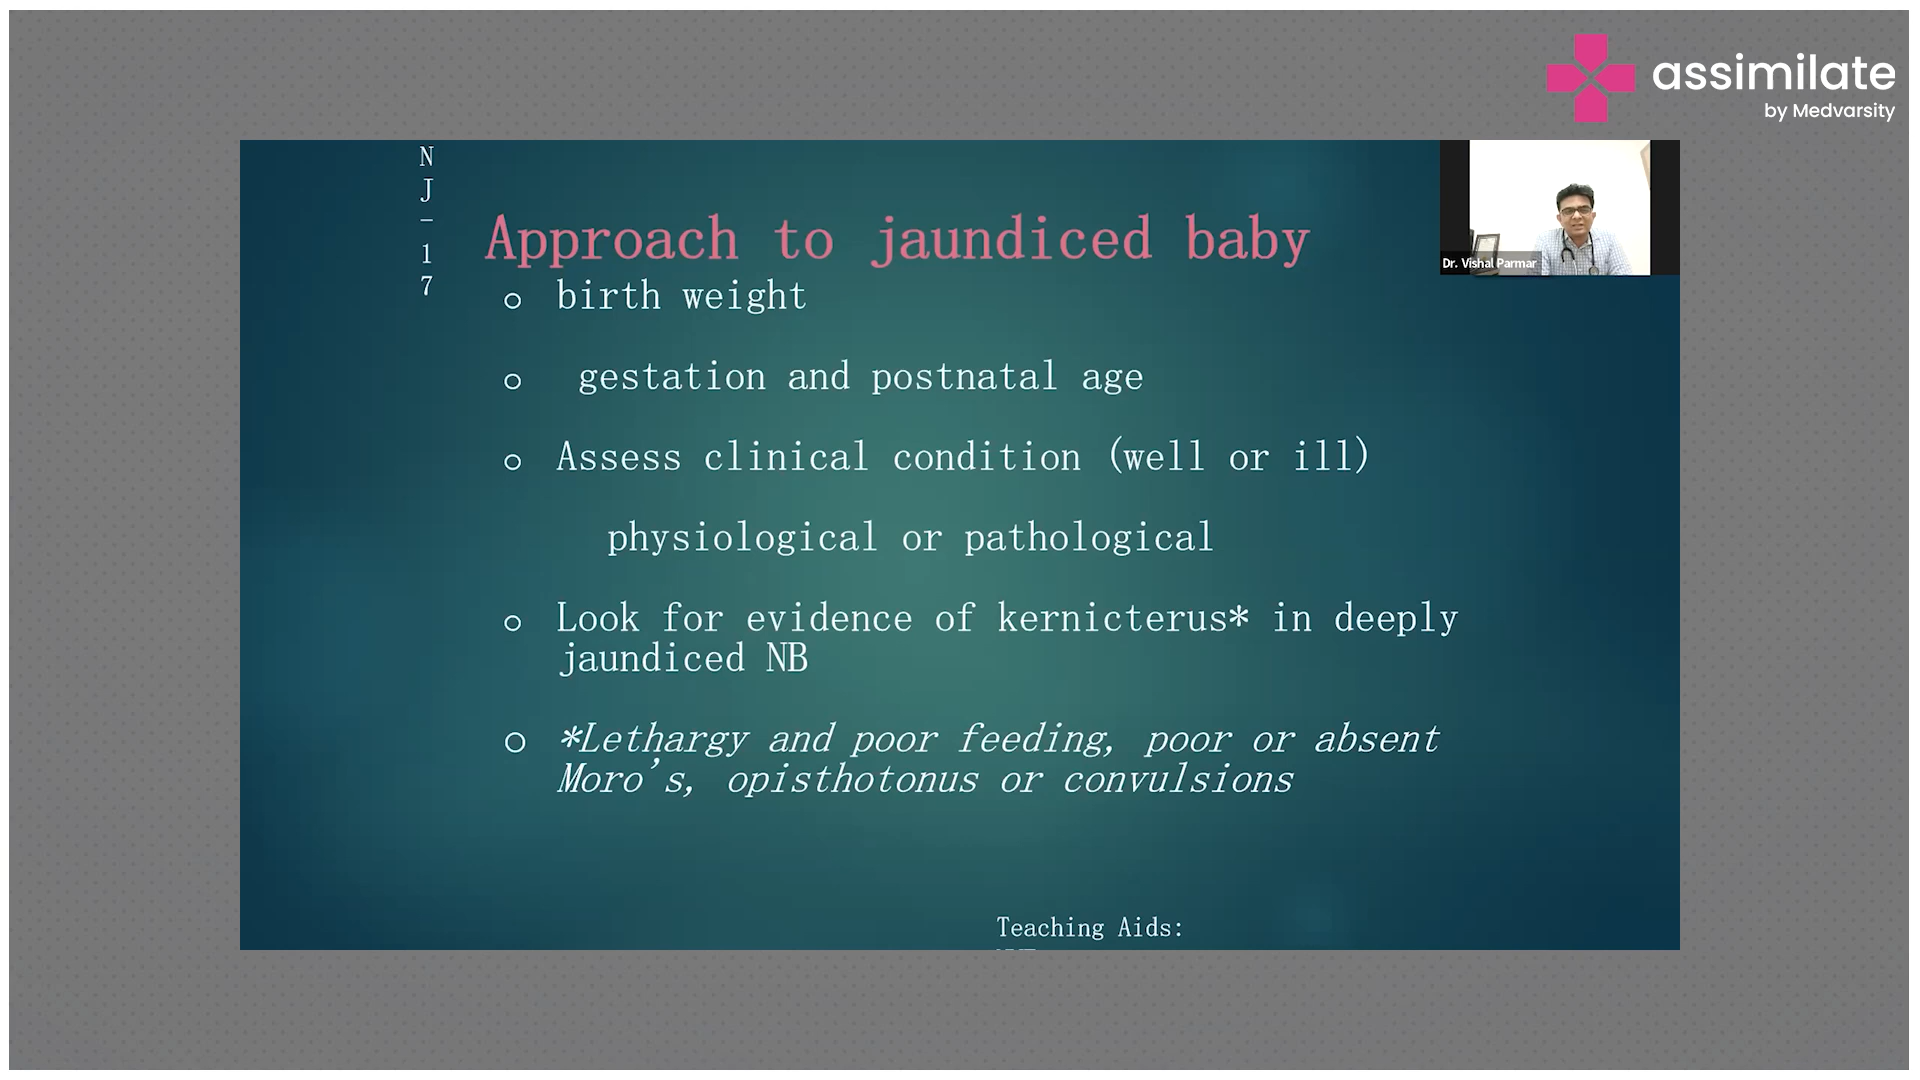 assimilate
by Medvarsity
N
J
-
1
7
Approach to jaundiced baby
Dr. Vishal Parmar
o birth weight
o gestation and postnatal age
o Assess clinical condition (well or ill)
physiological or pathological
o Look for evidence of kernicterus* in deeply
jaundiced NB
o *Lethargy and poor feeding, poor or absent
Moro's, opisthotonus or convulsions
Teaching Aids: